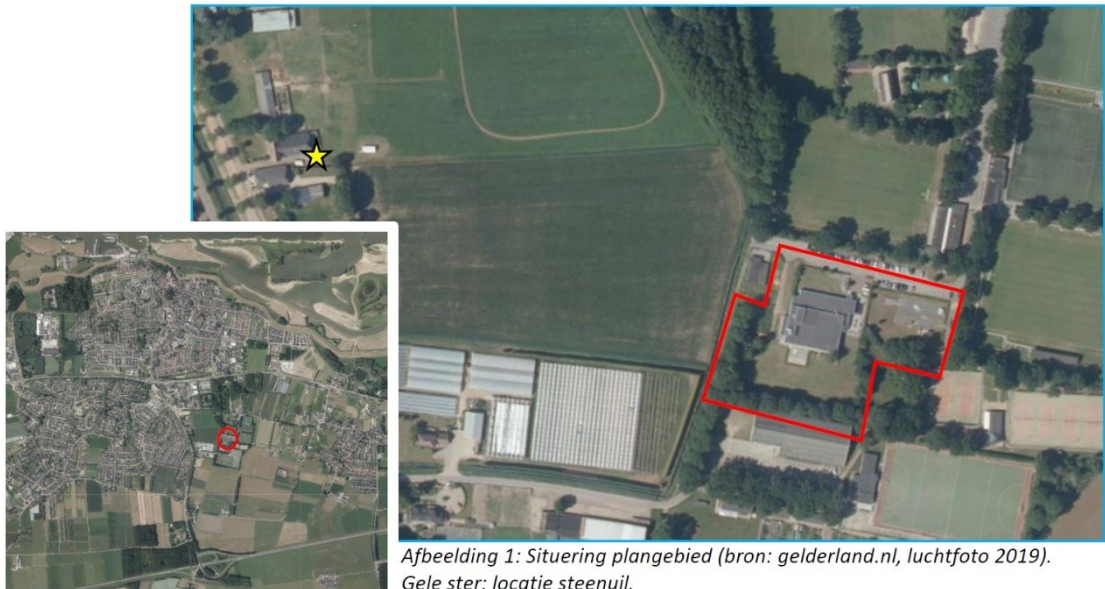 Afbeelding 1: Situering plangebied (bron: gelderland.nl, luchtfoto 2019).
Gele ster: locatie steenuil.